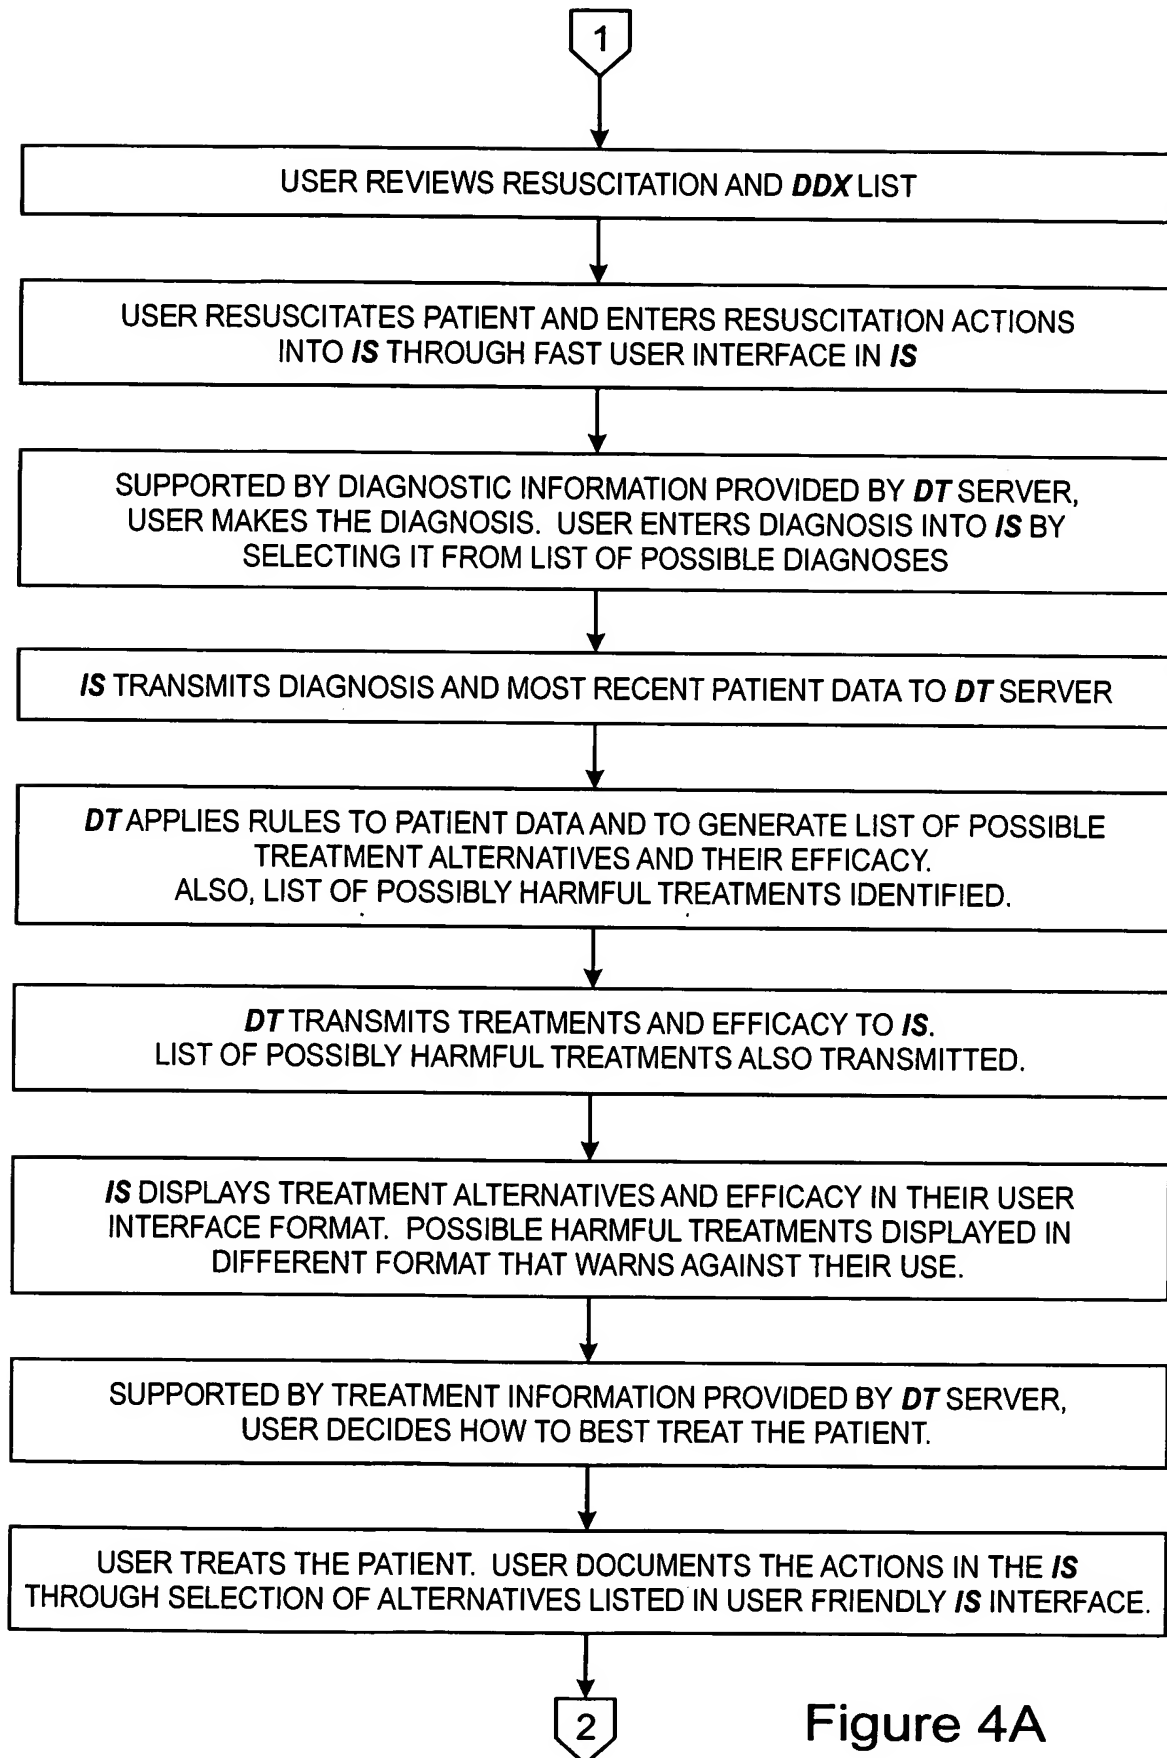 1
USER REVIEWS RESUSCITATION AND DDX LIST
USER RESUSCITATES PATIENT AND ENTERS RESUSCITATION ACTIONS
INTO IS THROUGH FAST USER INTERFACE IN IS
SUPPORTED BY DIAGNOSTIC INFORMATION PROVIDED BY DT SERVER,
USER MAKES THE DIAGNOSIS. USER ENTERS DIAGNOSIS INTO IS BY
SELECTING IT FROM LIST OF POSSIBLE DIAGNOSES
IS TRANSMITS DIAGNOSIS AND MOST RECENT PATIENT DATA TO DT SERVER
DT APPLIES RULES TO PATIENT DATA AND TO GENERATE LIST OF POSSIBLE
TREATMENT ALTERNATIVES AND THEIR EFFICACY.
ALSO, LIST OF POSSIBLY HARMFUL TREATMENTS IDENTIFIED.
DT TRANSMITS TREATMENTS AND EFFICACY TO IS.
LIST OF POSSIBLY HARMFUL TREATMENTS ALSO TRANSMITTED.
IS DISPLAYS TREATMENT ALTERNATIVES AND EFFICACY IN THEIR USER
INTERFACE FORMAT. POSSIBLE HARMFUL TREATMENTS DISPLAYED IN
DIFFERENT FORMAT THAT WARNS AGAINST THEIR USE.
SUPPORTED BY TREATMENT INFORMATION PROVIDED BY DT SERVER,
USER DECIDES HOW TO BEST TREAT THE PATIENT.
USER TREATS THE PATIENT. USER DOCUMENTS THE ACTIONS IN THE IS
THROUGH SELECTION OF ALTERNATIVES LISTED IN USER FRIENDLY IS INTERFACE.
2
Figure 4A